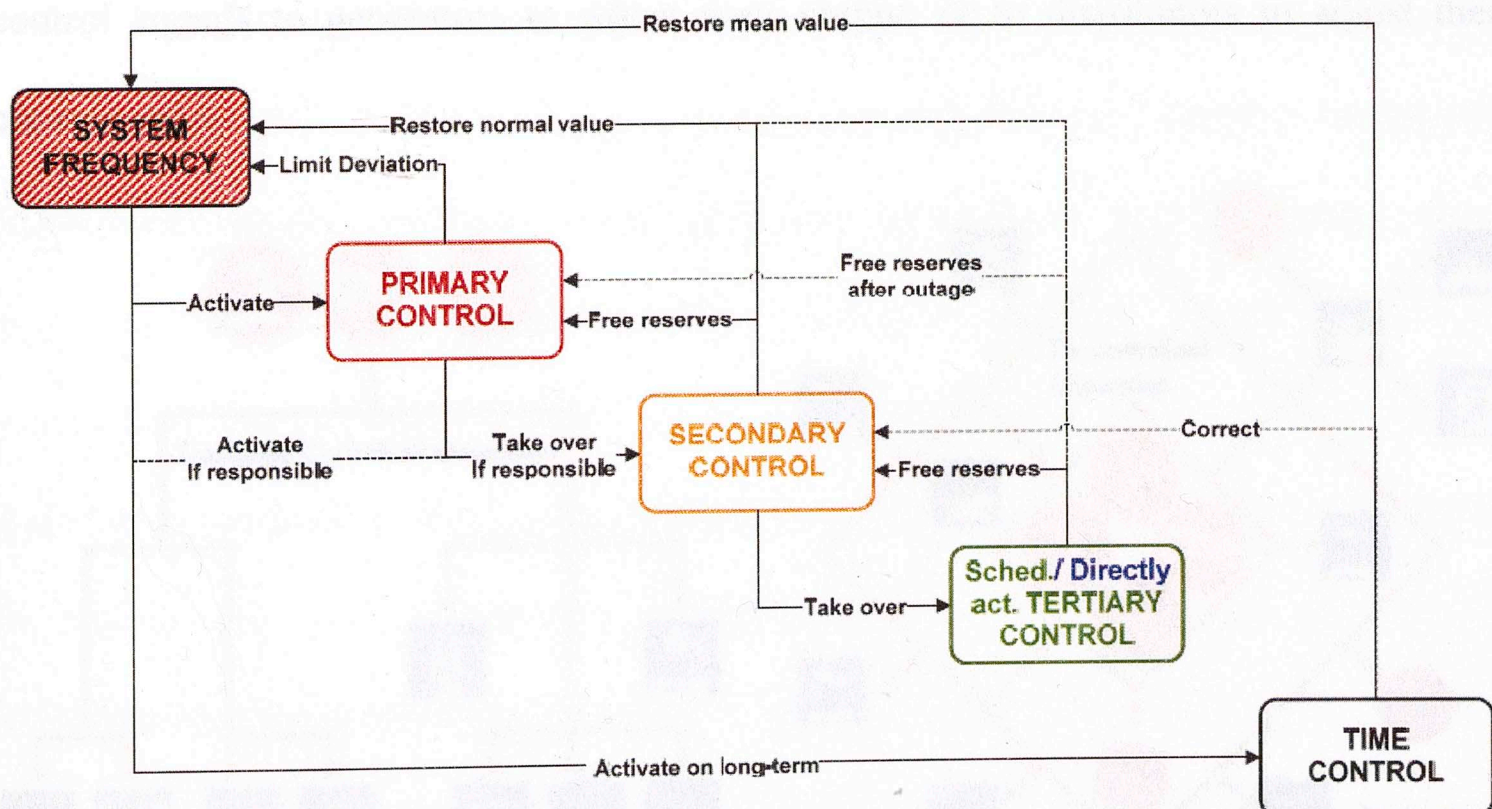 Restore mean value
SYSTEM
FREQUENCY
Restore normal value
Limit Deviation
PRIMARY
CONTROL
Activate
Free reserves
after outage
Free reserves
Activate
If responsible
Take over
If responsible
SECONDARY
CONTROL
Correct
Free reserves
Sched./ Directly
act. TERTIARY
CONTROL
Take over
TIME
CONTROL
Activate on long-term